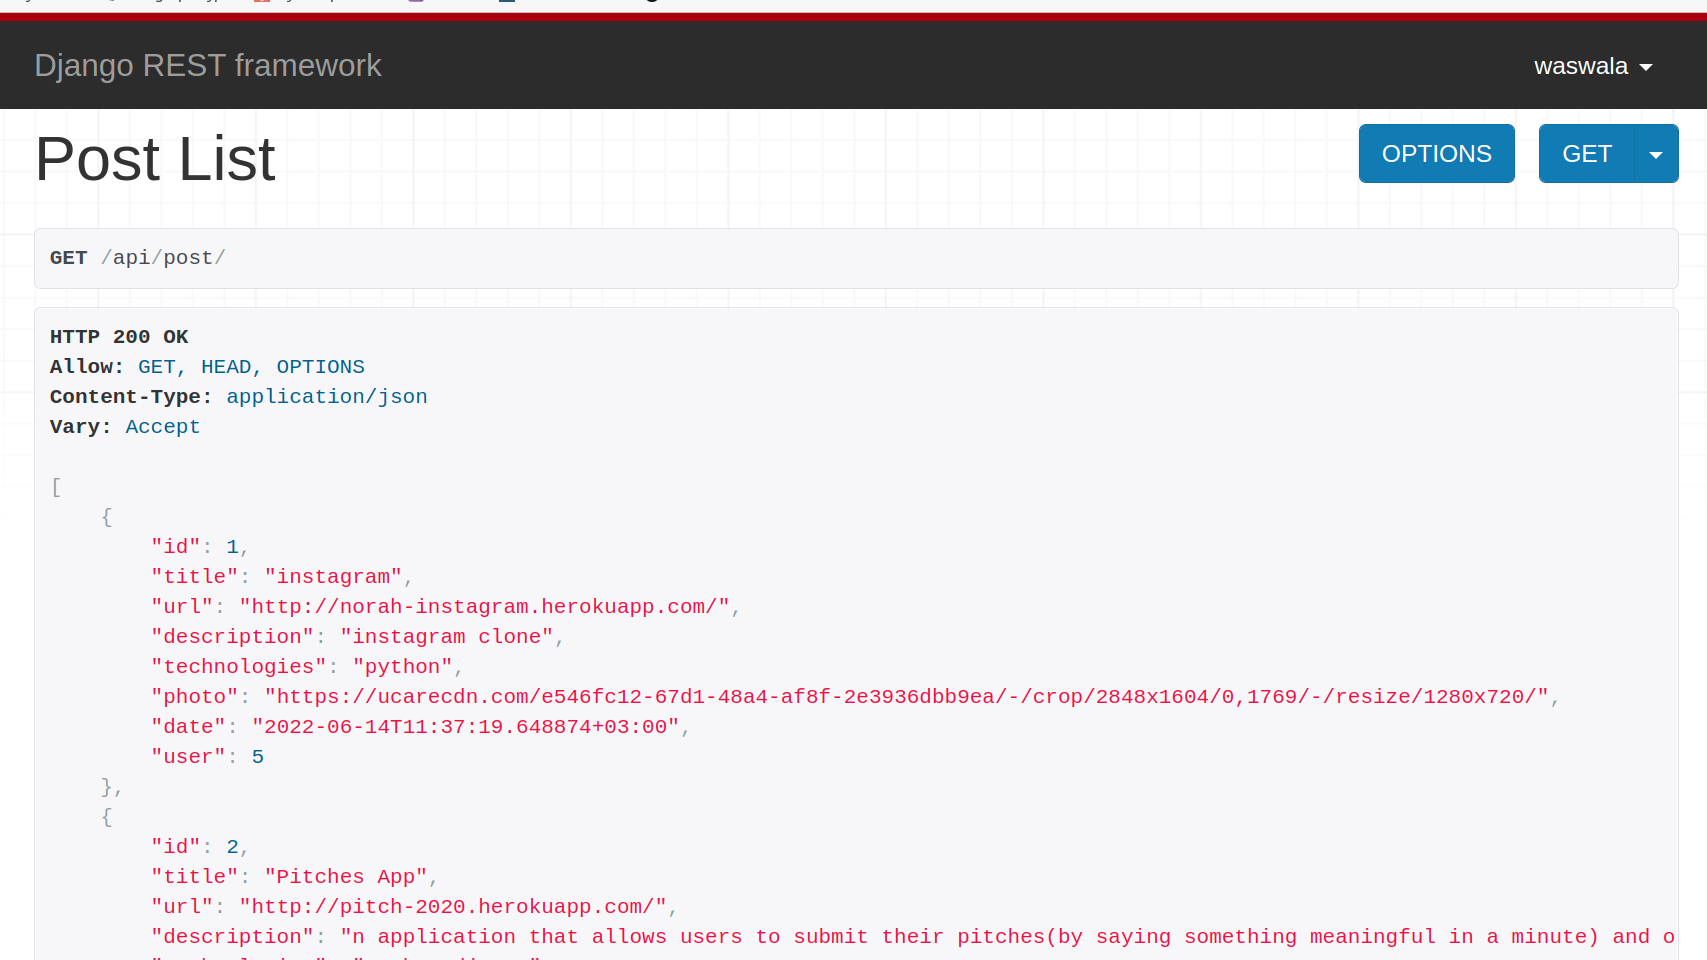 Django REST framework
waswala
Post List
OPTIONS
GET
GET /api/post/
HTTP 200 OK
Allow: GET, HEAD, OPTIONS
Content-Type: application/json
Vary: Accept
[
{
"id": 1,
"title": "instagram",
"url": "http://norah-instagram.herokuapp.com/",
"description": "instagram clone",
"technologies": "python",
"photo": "https://ucarecdn.com/e546fc12-67d1-48a4-af8f-2e3936dbb9ea/-/crop/2848x1604/0,1769/-/resize/1280x720/",
"date": "2022-06-14T11:37:19.648874+03:00",
"user": 5
},
{
"id": 2,
"title": "Pitches App",
"url": "http://pitch-2020.herokuapp.com/",
"description": "n application that allows users to submit their pitches(by saying something meaningful in a minute) and o